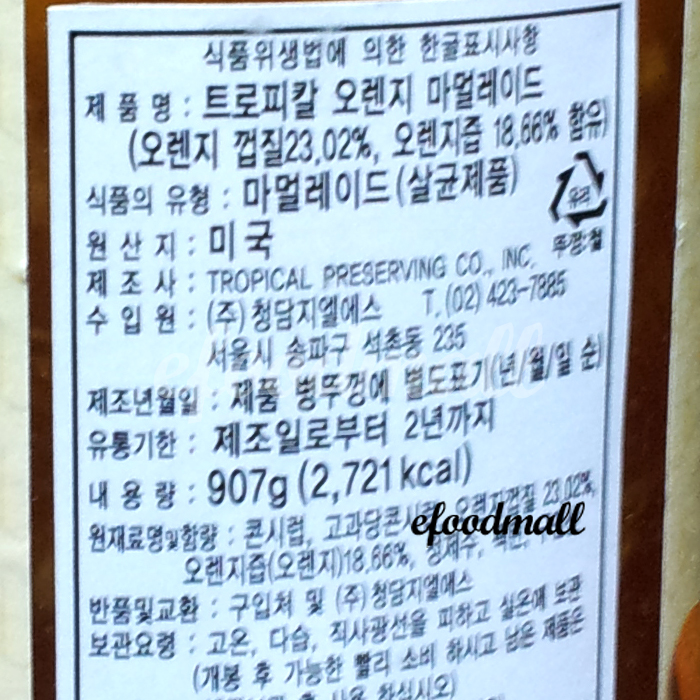 식품위생법에 의한 한글표시사항
제 품 명 : 트로피칼 오렌지 마멀레이드
(오렌지 껍질23,02%, 오렌지즙 18,66% 함유)
식품의 유형 : 마멀레이드(살균제품)
유리
원 산 지 : 미국
뚜껑:철
제 조 사 : TROPICAL PRESERVING CO., INC.
수 입 원 : (주)청담지엘에스 T.(02) 423-7885
서울시 송파구 석촌동 235
제조년월일 : 제품 병뚜껑에 별도표기(년/월/일 순)
유통기한 : 제조일로부터 2년까지
내 용 량 : 907g (2,721kcal)
원재료명및함량 : 콘시럽, 고과당콘시럽, 오렌지껍질 23,02%,
efoodmall
오렌지즙(오렌지)18,66%, 정제수,
반품및교환 : 구입처 및 (주)청담지엘에스
보관요령 : 고온, 다습, 직사광선을 피하고 실온에 보관
(개봉 후 가능한 빨리 소비 하시고 남은 제품은
후 사용 하십시오)